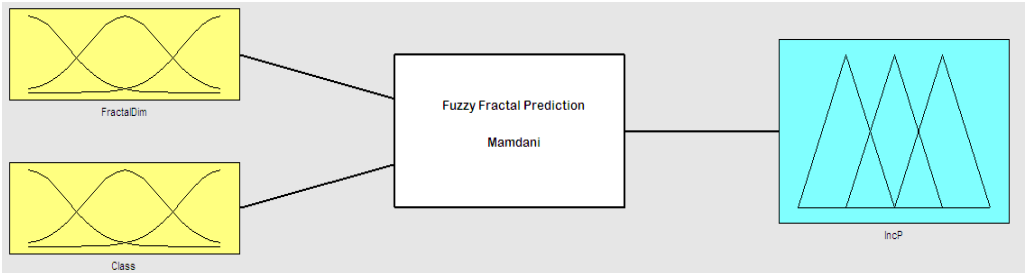 FractalDim
Class
Fuzzy Fractal Prediction
Mamdani
IncP